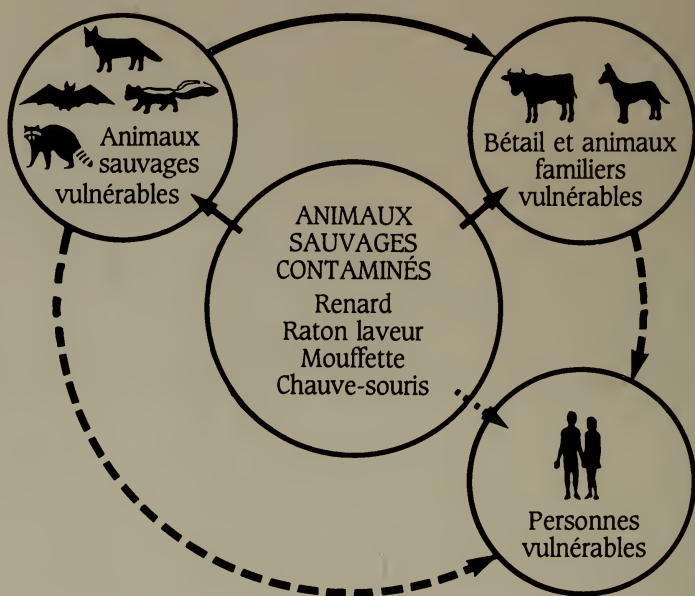 Animaux
sauvages
vulnérables
Bétail et animaux
familiers
vulnérables
ANIMAUX
SAUVAGES
CONTAMINÉS
Renard
Raton laveur
Mouffette
Chauve-souris
Personnes
vulnérables